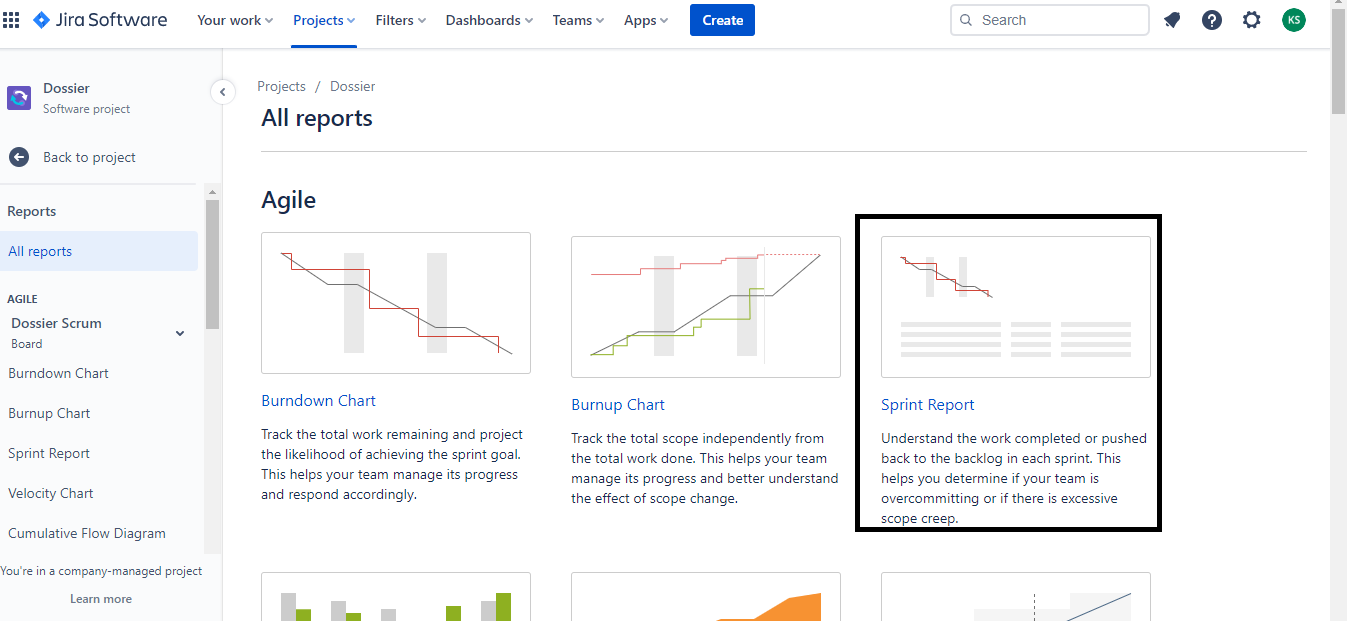 Jira Software
Your work
Projects
Filters
Dashboards
Teams
Apps
Create
Search
KS
Dossier
Software project
Back to project
Reports
All reports
AGILE
Dossier Scrum
Board
Burndown Chart
Burnup Chart
Sprint Report
Velocity Chart
Cumulative Flow Diagram
You're in a company-managed project
Learn more
Projects / Dossier
All reports
Agile
Burndown Chart
Track the total work remaining and project
the likelihood of achieving the sprint goal.
This helps your team manage its progress
and respond accordingly.
Burnup Chart
Track the total scope independently from
the total work done. This helps your team
manage its progress and better understand
the effect of scope change.
Sprint Report
Understand the work completed or pushed
back to the backlog in each sprint. This
helps you determine if your team is
overcommitting or if there is excessive
scope creep.